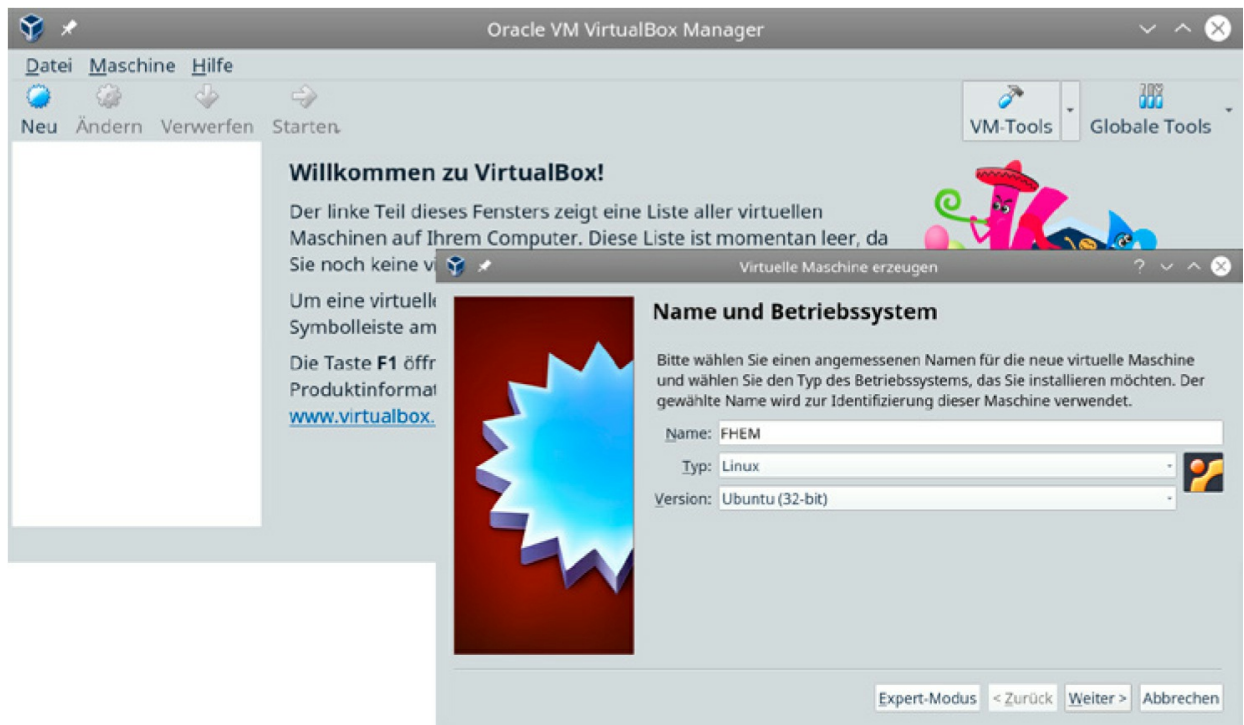 Oracle VM VirtualBox Manager
Datei Maschine Hilfe
Neu Ändern Verwerfen Starten
VM-Tools Globale Tools
Willkommen zu VirtualBox!
Der linke Teil dieses Fensters zeigt eine Liste aller virtuellen
Maschinen auf Ihrem Computer. Diese Liste ist momentan leer, da
Sie noch keine
Um eine
Symbolleiste am
Die Taste F1
www.virtualbox.
Virtuelle Maschine erzeugen
Name und Betriebssystem
Bitte wählen Sie einen angemessenen Namen für die neue virtuelle Maschine
und wählen Sie den Typ des Betriebssystems, das Sie installieren möchten. Der
gewählte Name wird zur Identifizierung dieser Maschine verwendet.
Name: FHEM
Typ: Linux
Version: Ubuntu (32-bit)
Expert-Modus < Zurück Weiter > Abbrechen